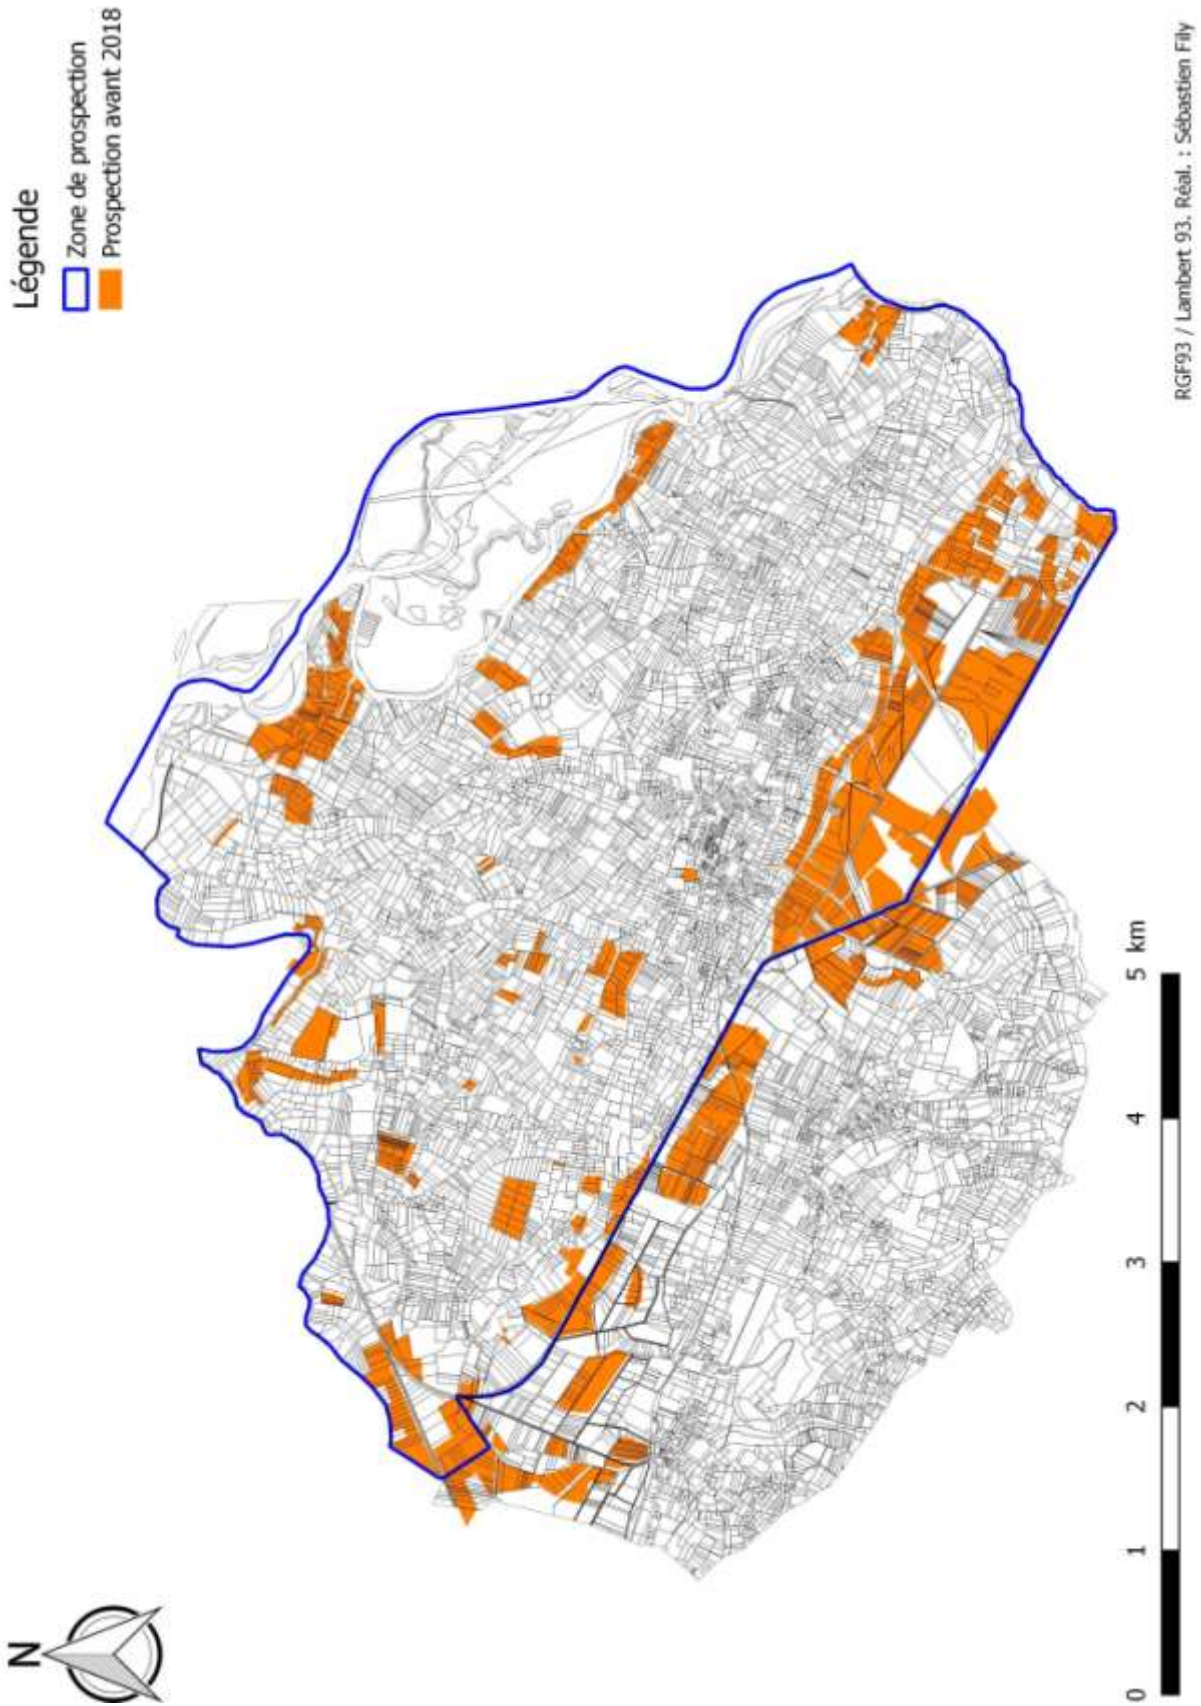 N
Légende
Zone de prospection
Prospection avant 2018
0 1 2 3 4 5 km
RGF93 / Lambert 93. Réal. : Sébastien Fily